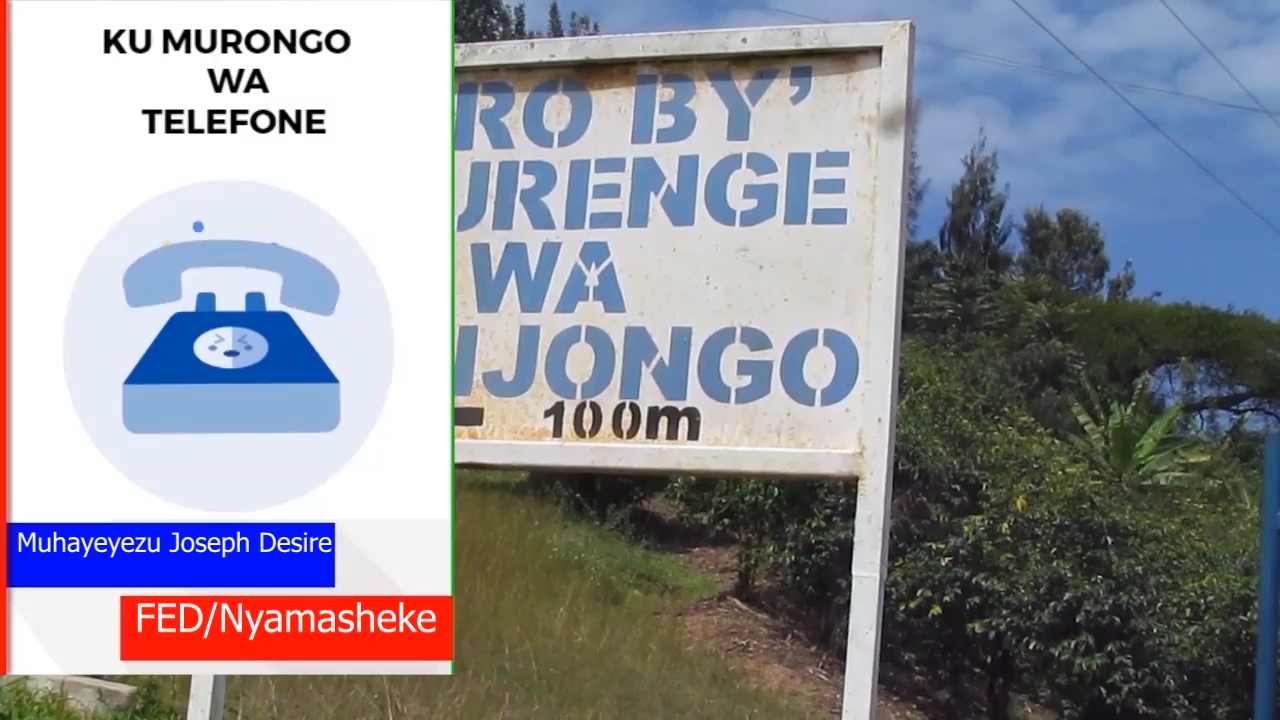 KU MURONGO
WA
TELEFONE
Muhayeyezu Joseph Desire
FED/Nyamasheke
RO BY’
URENGE
WA
IJONGO
100m